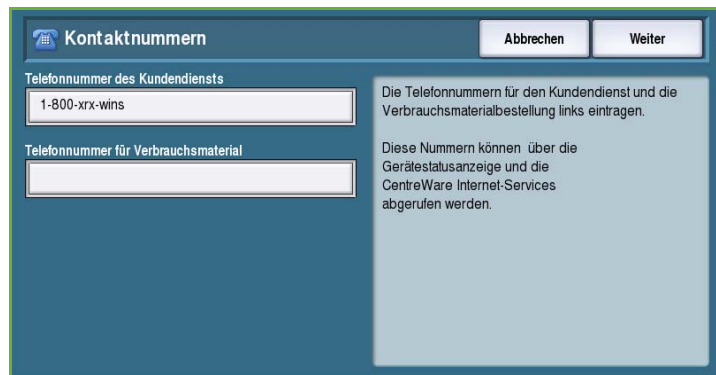 Kontaktnummern
Abbrechen
Weiter
Telefonnummer des Kundendiensts
1-800-xrx-wins
Telefonnummer für Verbrauchsmaterial
Die Telefonnummern für den Kundendienst und die
Verbrauchsmaterialbestellung links eintragen.
Diese Nummern können über die
Gerätestatusanzeige und die
CentreWare Internet-Services
abgerufen werden.